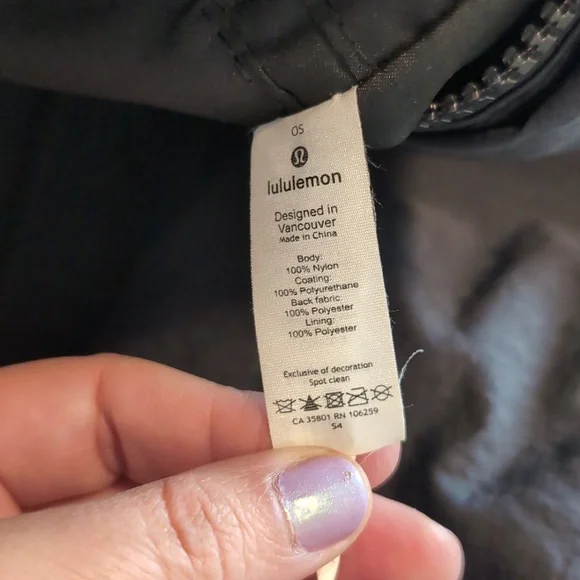 OS
lululemon
Designed in
Vancouver
Made in China
Body:
100% Nylon
Coating:
100% Polyurethane
Back fabric:
100% Polyester
Lining:
100% Polyester
Exclusive of decoration
Spot clean
CA 35801 RN 106259
S4